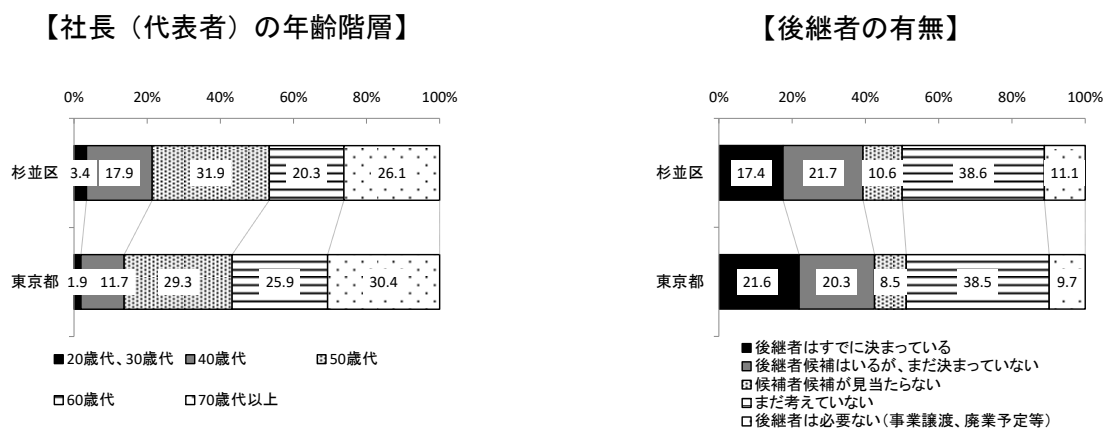 【社長（代表者）の年齢階層】
0% 20% 40% 60% 80% 100%
杉並区 3.4 17.9 31.9 20.3 26.1
東京都 1.9 11.7 29.3 25.9 30.4
■20歳代、30歳代 ■40歳代 50歳代
60歳代 70歳代以上
【後継者の有無】
0% 20% 40% 60% 80% 100%
杉並区 17.4 21.7 10.6 38.6 11.1
東京都 21.6 20.3 8.5 38.5 9.7
後継者はすでに決まっている
後継者候補はいるが、まだ決まっていない
候補者候補が見当たらない
まだ考えていない
後継者は必要ない（事業譲渡、廃業予定等）